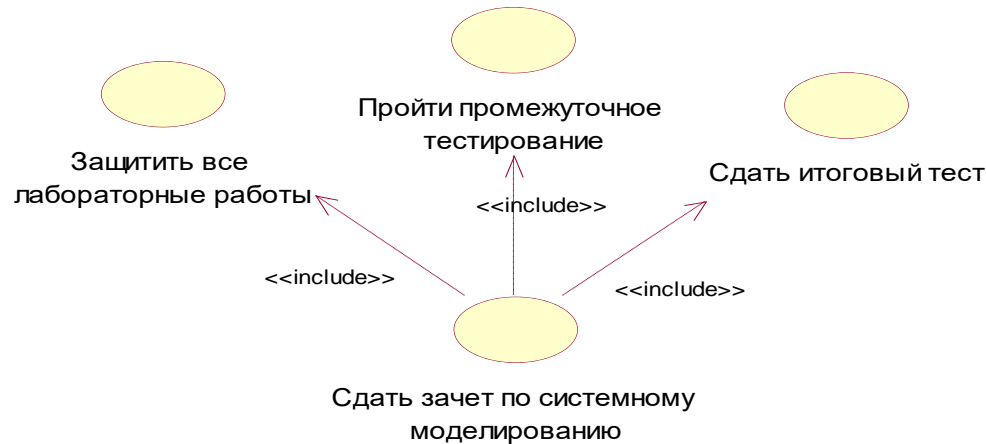 Пройти промежуточное
тестирование
Защитить все
лабораторные работы
Сдать итоговый тест
<<include>>
<<include>>
<<include>>
Сдать зачет по системному
моделированию